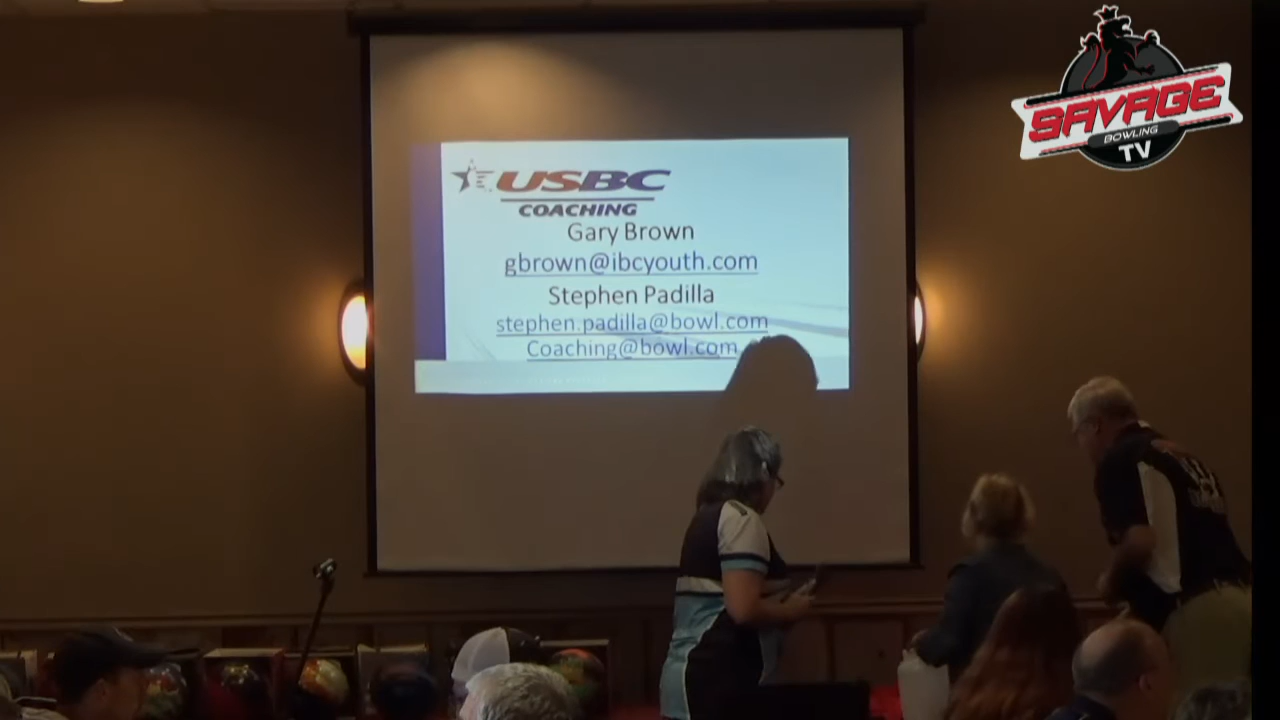 USBC
COACHING
Gary Brown
gbrown@ibcyouth.com
Stephen Padilla
stephen.padilla@bowl.com
Coaching@bowl.com
SAVAGE
BOWLING
TV